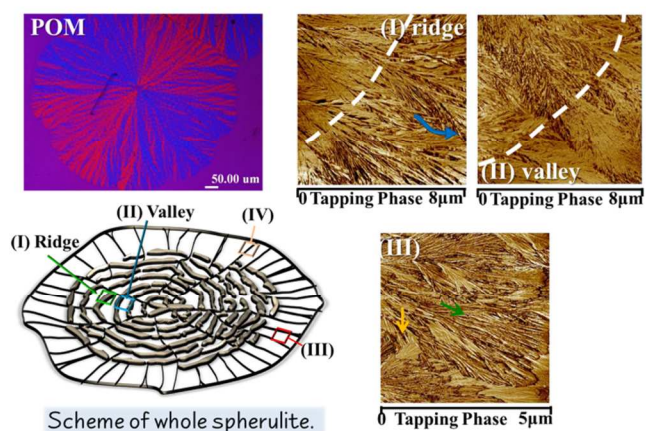 POM
50.00 um
(I) ridge
0 Tapping Phase 8μm
(II) valley
0 Tapping Phase 8μm
(II) Valley
(IV)
(I) Ridge
(III)
Scheme of whole spherulite.
(III)
0 Tapping Phase 5μm